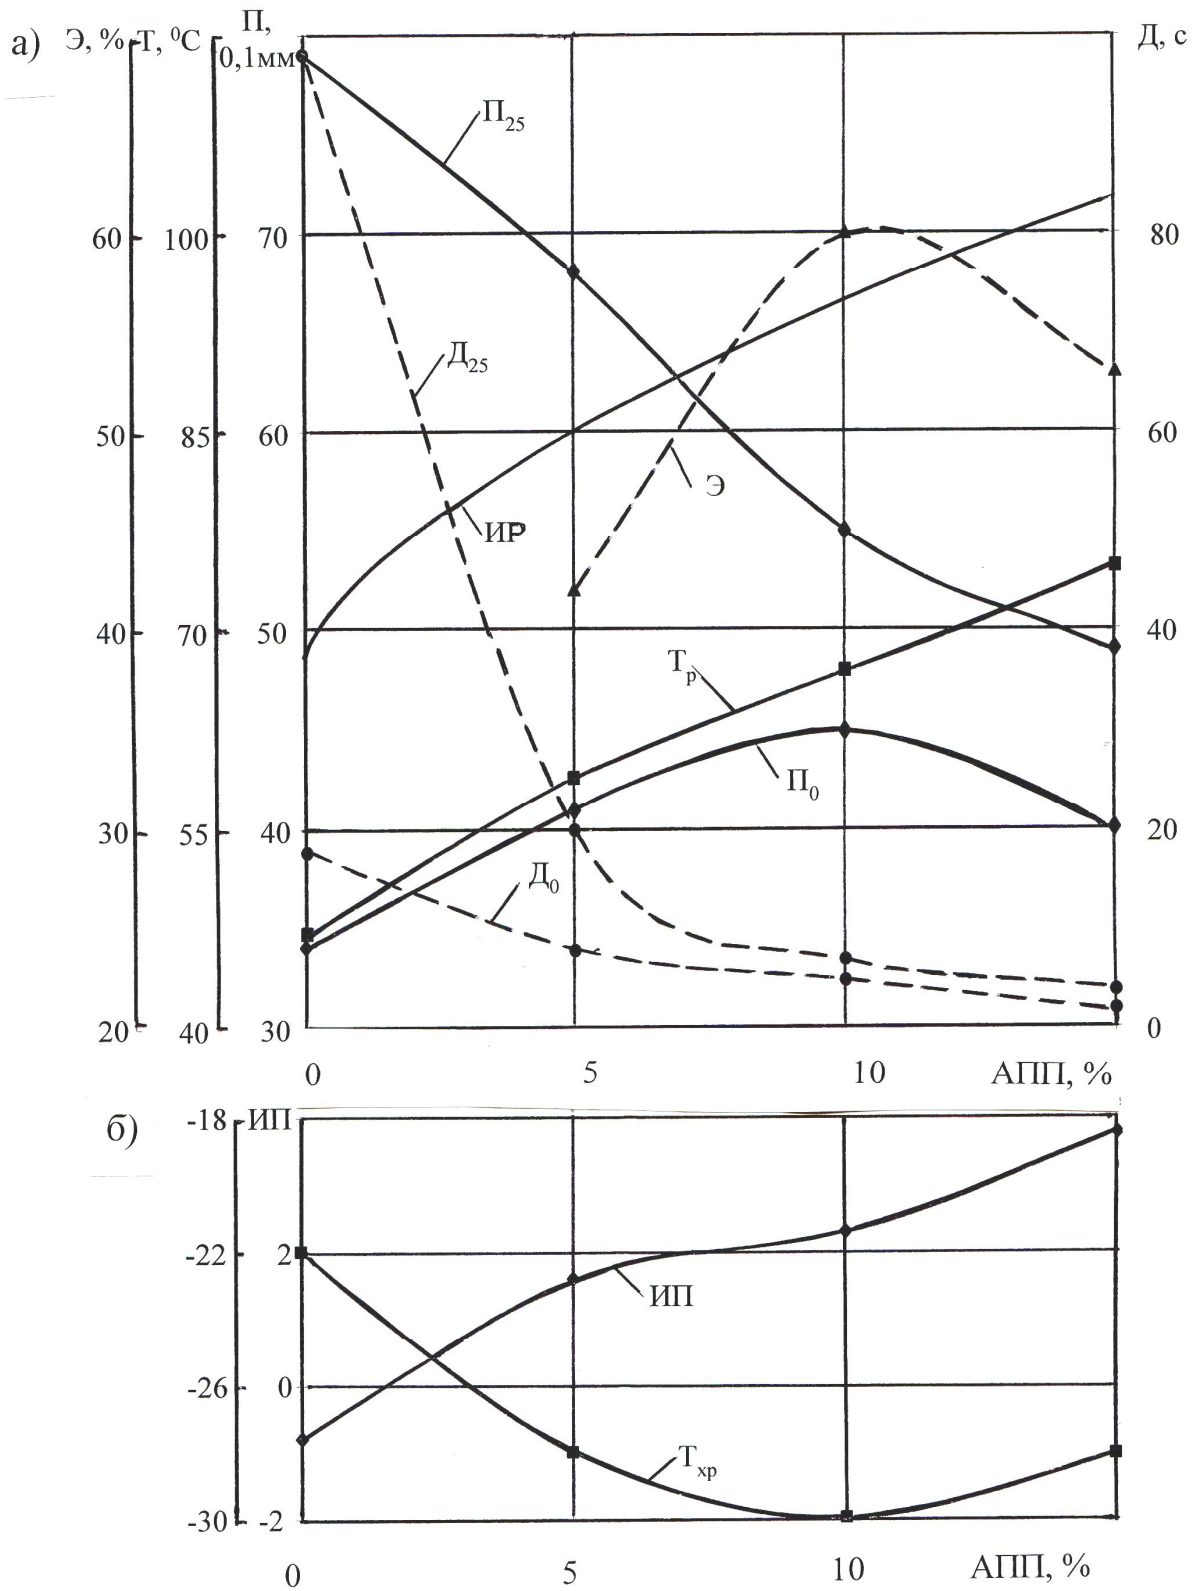 а) Э, % Т, ⁰С П, 0,1мм Д, с
П₂₅
60 100 70 80
Д₂₅
50 85 60 60
Э
ИР
40 70 50 40
Тр
П₀
30 55 40 20
Д₀
20 40 30 0
0 5 10 АПП, %
б) -18 ИП
-22 2
ИП
-26 0
Тхр
-30 -2
0 5 10 АПП, %